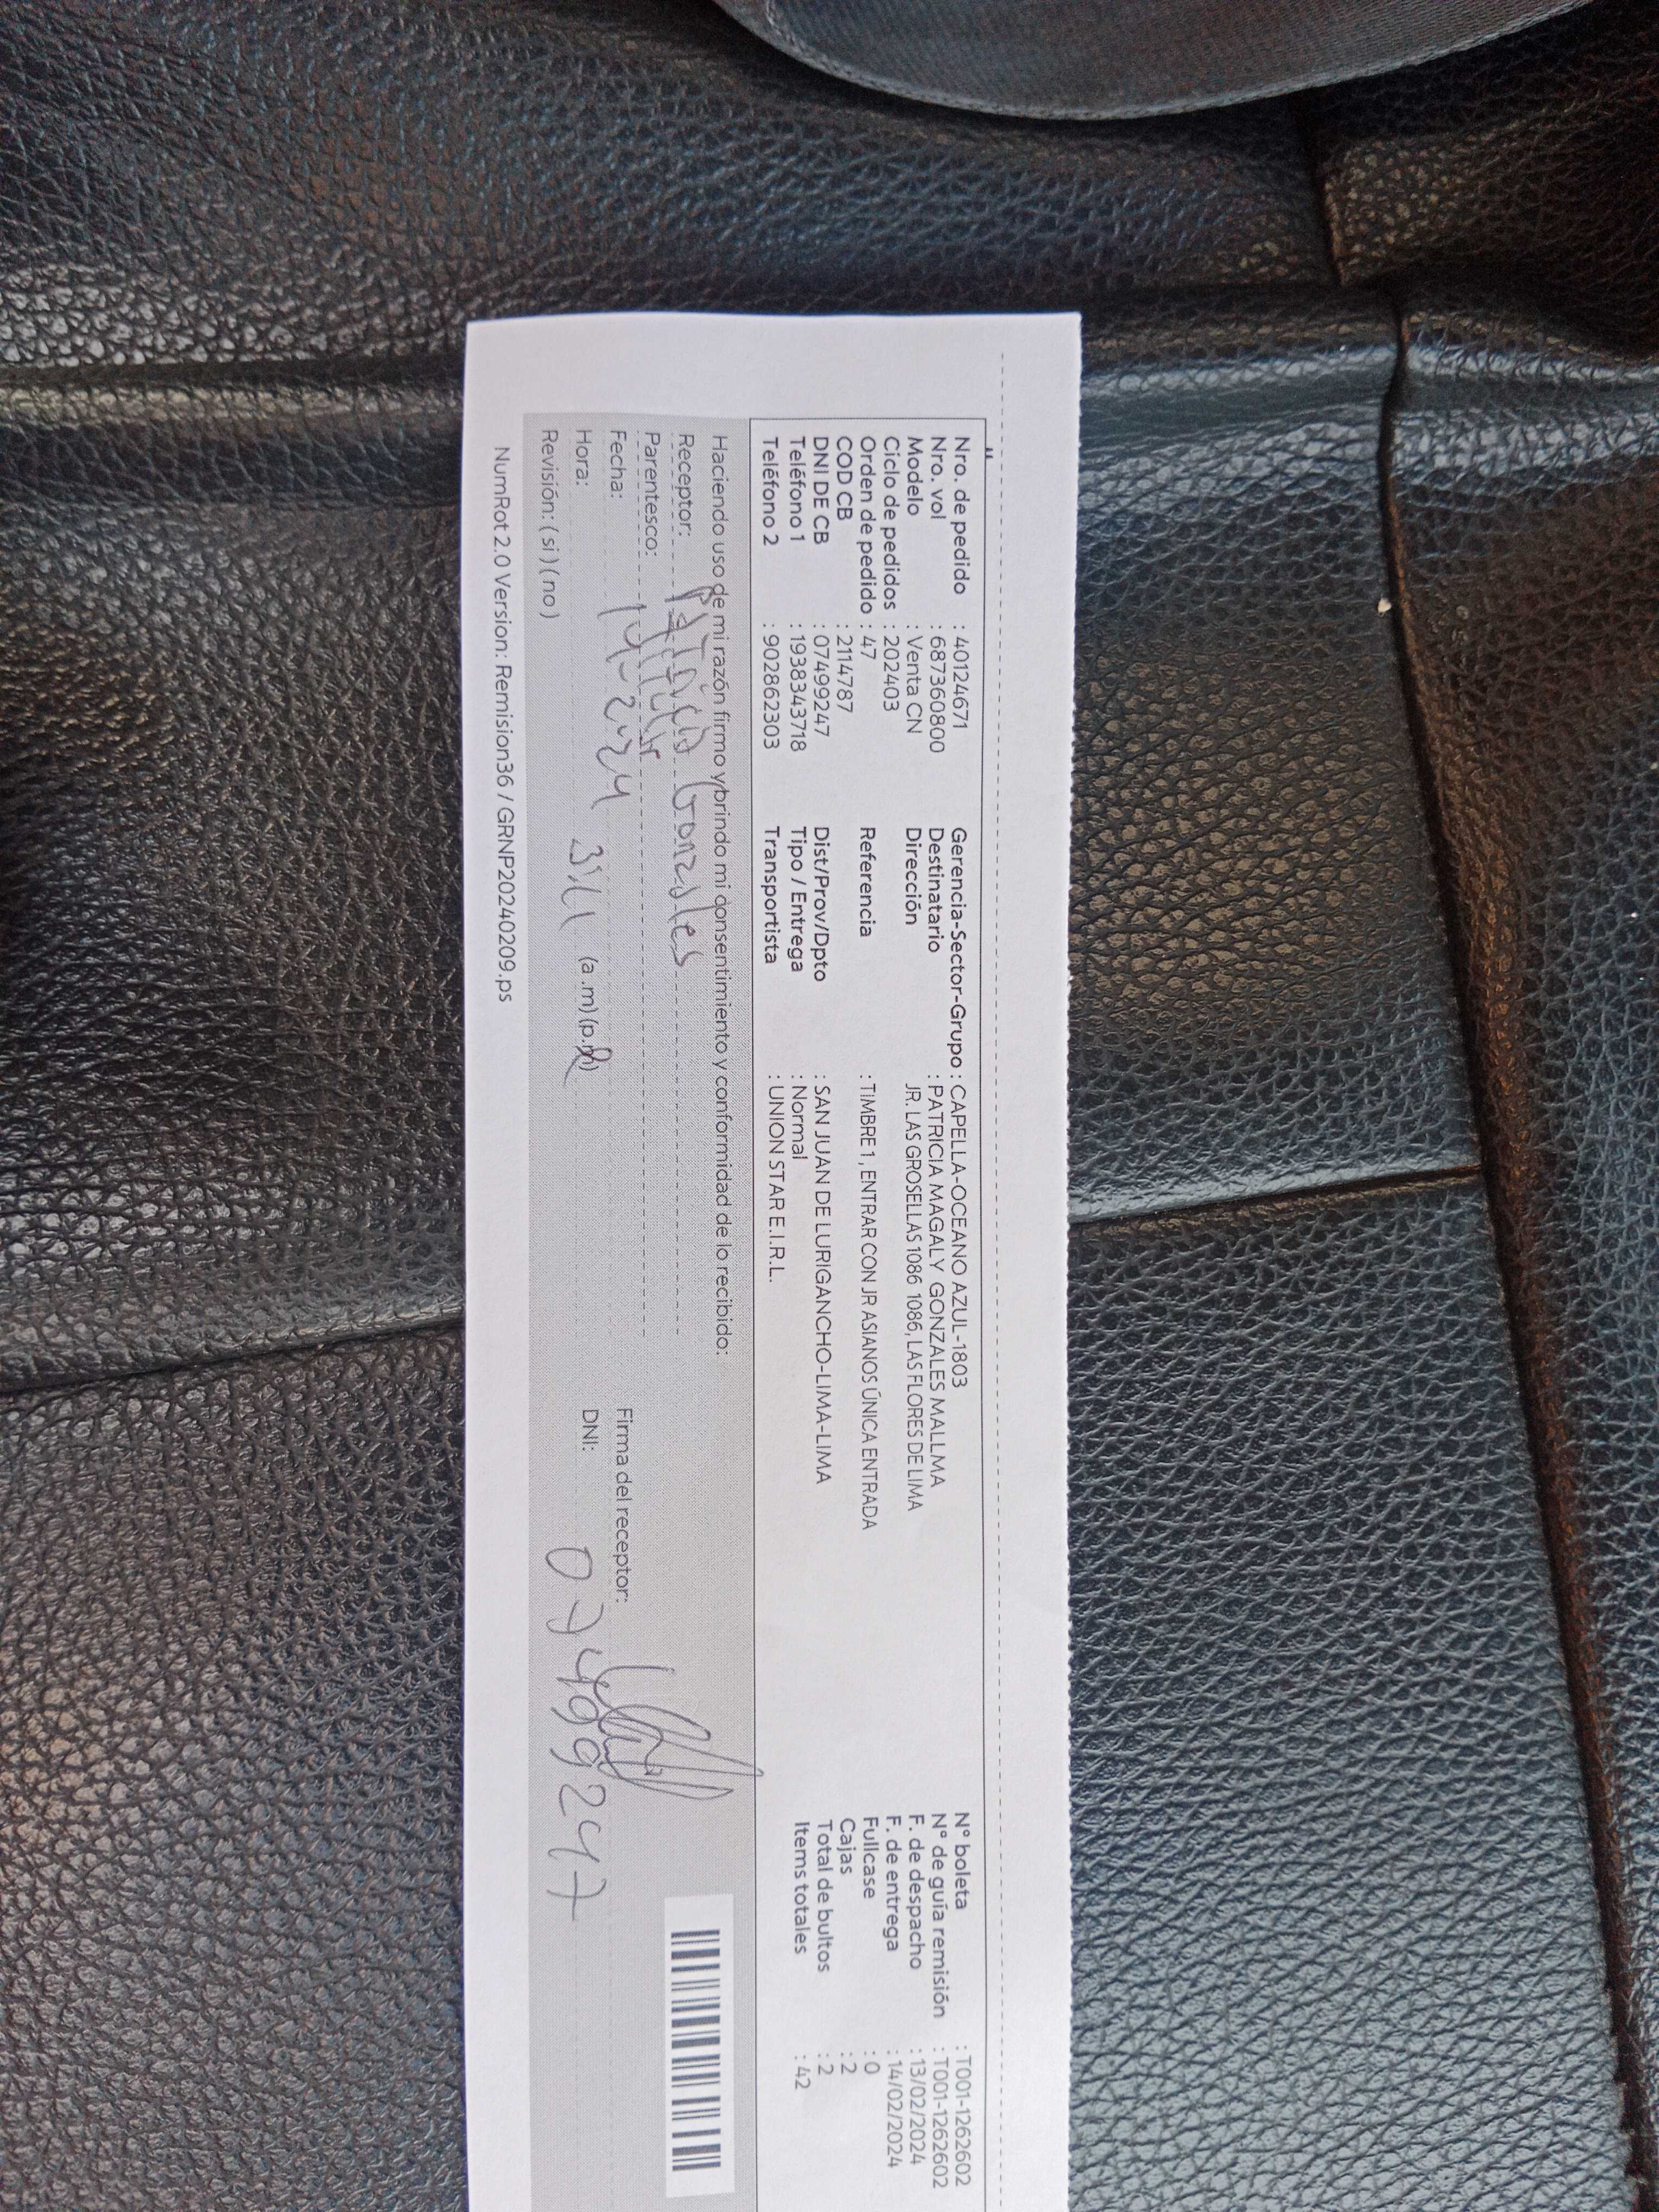 Nro. de pedido : 40124671
Nro. vol : 687360800
Modelo : Venta CN
Ciclo de pedidos : 202403
Orden de pedido : 47
COD CB : 2114787
DNI DE CB : 07499247
Teléfono 1 : 1938343718
Teléfono 2 : 902862303
Gerencia-Sector-Grupo : CAPELLA-OCEANO AZUL-1803
Destinatario : PATRICIA MAGALY GONZALES MALLMA
Dirección JR. LAS GROSELLAS 1086 1086, LAS FLORES DE LIMA
Referencia : TIMBRE 1, ENTRAR CON JR ASIANOS ÚNICA ENTRADA
Dist/Prov/Dpto : SAN JUAN DE LURIGANCHO-LIMA-LIMA
Tipo / Entrega : Normal
Transportista : UNION STAR E.I.R.L.
N° boleta : T001-1262602
N° de guía remisión : T001-1262602
F. de despacho : 13/02/2024
F. de entrega : 14/02/2024
Fullcase : 0
Cajas : 2
Total de bultos : 2
Items totales : 42
Haciendo uso de mi razón firmo y brindo mi consentimiento y conformidad de lo recibido:
Receptor: Patricia Gonzales
Parentesco: titular
Fecha: 14-2024
Hora: (a.m) (p.m)
Revisión: ( si ) ( no )
Firma del receptor:
DNI: 07499247
NumRot 2.0 Version: Remision36 / GRNP20240209.ps